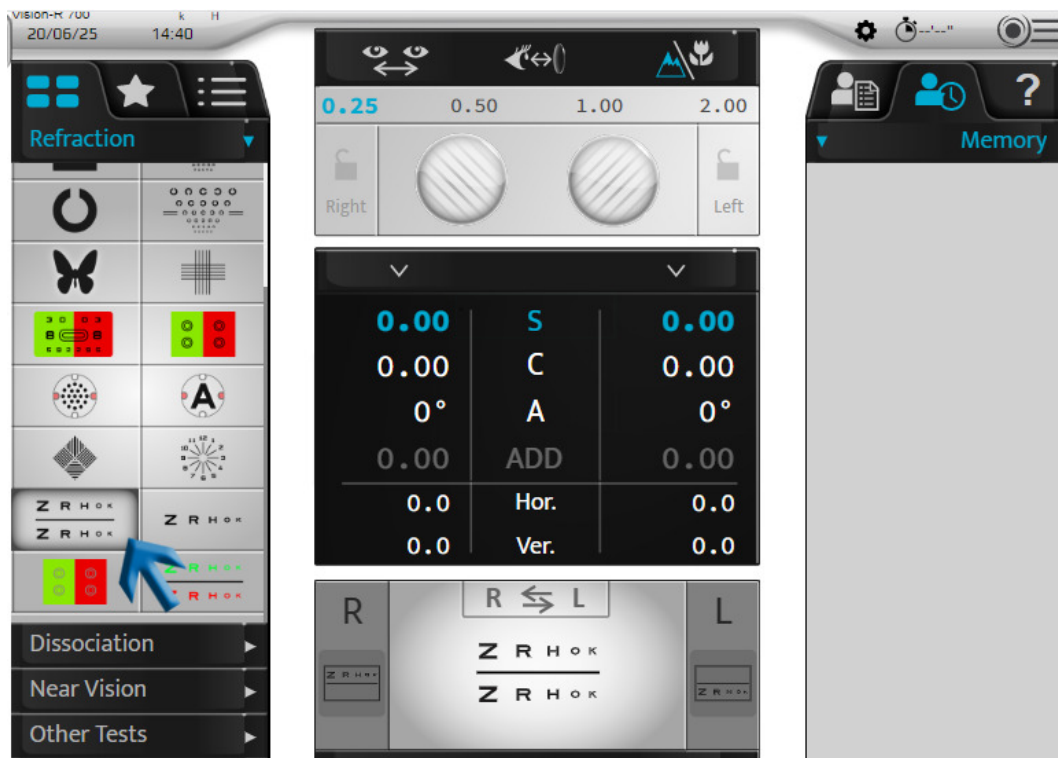 Vision-R 700 k H
20/06/25 14:40
--'--"
0.25 0.50 1.00 2.00
Right Left
Refraction
Memory
?
A
0.00 S 0.00
0.00 C 0.00
0° A 0°
0.00 ADD 0.00
0.0 Hor. 0.0
0.0 Ver. 0.0
Z R H O K
Z R H O K
Z R H O K
Z R H O K
R H O K
Dissociation
Near Vision
Other Tests
R R L L
Z R H O K
Z R H O K
Z R H O K